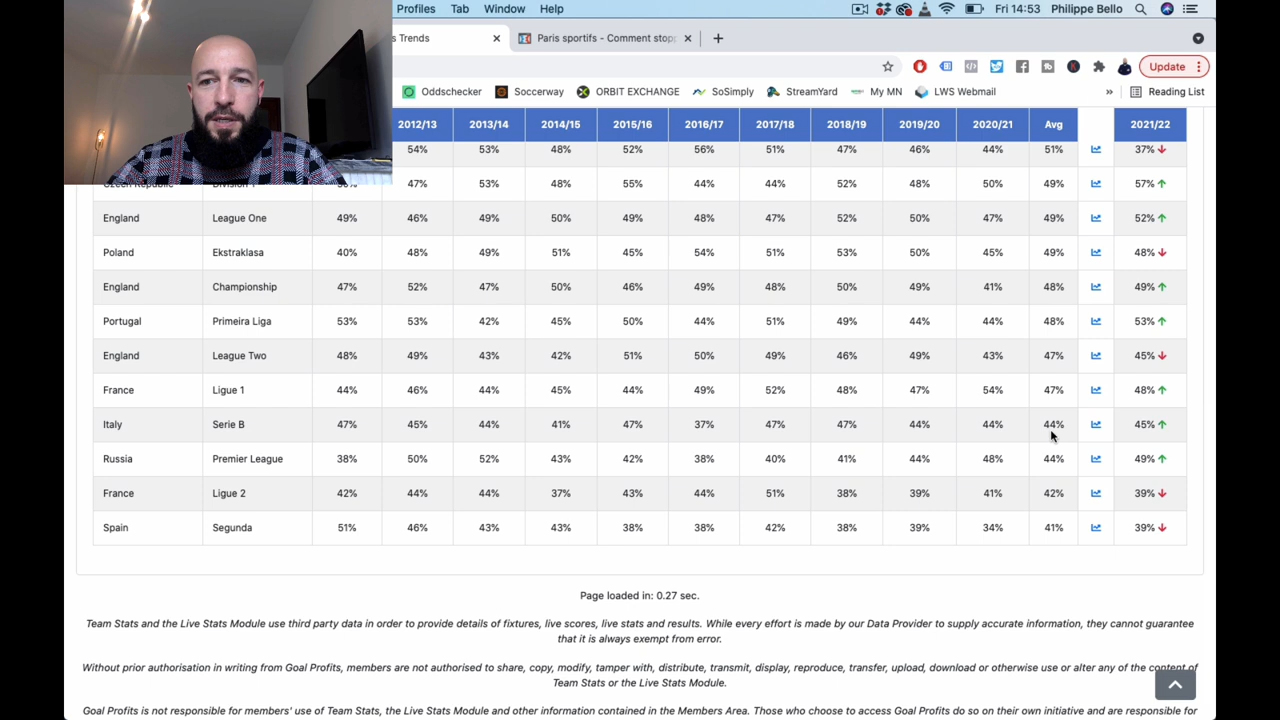 Profiles Tab Window Help Fri 14:53 Philippe Bello
s Trends Paris sportifs - Comment stop
Update
Oddschecker Soccerway ORBIT EXCHANGE SoSimply StreamYard My MN LWS Webmail » Reading List
2012/13 2013/14 2014/15 2015/16 2016/17 2017/18 2018/19 2019/20 2020/21 Avg 2021/22
54% 53% 48% 52% 56% 51% 47% 46% 44% 51% 37%
Czech Republic Division 1 47% 53% 48% 55% 44% 44% 52% 48% 50% 49% 57%
England League One 49% 46% 49% 50% 49% 48% 47% 52% 50% 47% 49% 52%
Poland Ekstraklasa 40% 48% 49% 51% 45% 54% 51% 53% 50% 45% 49% 48%
England Championship 47% 52% 47% 50% 46% 49% 48% 50% 49% 41% 48% 49%
Portugal Primeira Liga 53% 53% 42% 45% 50% 44% 51% 49% 44% 44% 48% 53%
England League Two 48% 49% 43% 42% 51% 50% 49% 46% 49% 43% 47% 45%
France Ligue 1 44% 46% 44% 45% 44% 49% 52% 48% 47% 54% 47% 48%
Italy Serie B 47% 45% 44% 41% 47% 37% 47% 47% 44% 44% 44% 45%
Russia Premier League 38% 50% 52% 43% 42% 38% 40% 41% 44% 48% 44% 49%
France Ligue 2 42% 44% 44% 37% 43% 44% 51% 38% 39% 41% 42% 39%
Spain Segunda 51% 46% 43% 43% 38% 38% 42% 38% 39% 34% 41% 39%
Page loaded in: 0.27 sec.
Team Stats and the Live Stats Module use third party data in order to provide details of fixtures, live scores, live stats and results. While every effort is made by our Data Provider to supply accurate information, they cannot guarantee
that it is always exempt from error.
Without prior authorisation in writing from Goal Profits, members are not authorised to share, copy, modify, tamper with, distribute, transmit, display, reproduce, transfer, upload, download or otherwise use or alter any of the content of
Team Stats or the Live Stats Module.
Goal Profits is not responsible for members' use of Team Stats, the Live Stats Module and other information contained in the Members Area. Those who choose to access Goal Profits do so on their own initiative and are responsible for